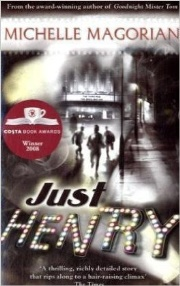 From the award-winning author of Goodnight Mister Tom
MICHELLE MAGORIAN
COSTA BOOK AWARDS
Winner
2008
Just
HENRY
'A thrilling, richly detailed story
that rips along to a hair-raising climax'
The Times